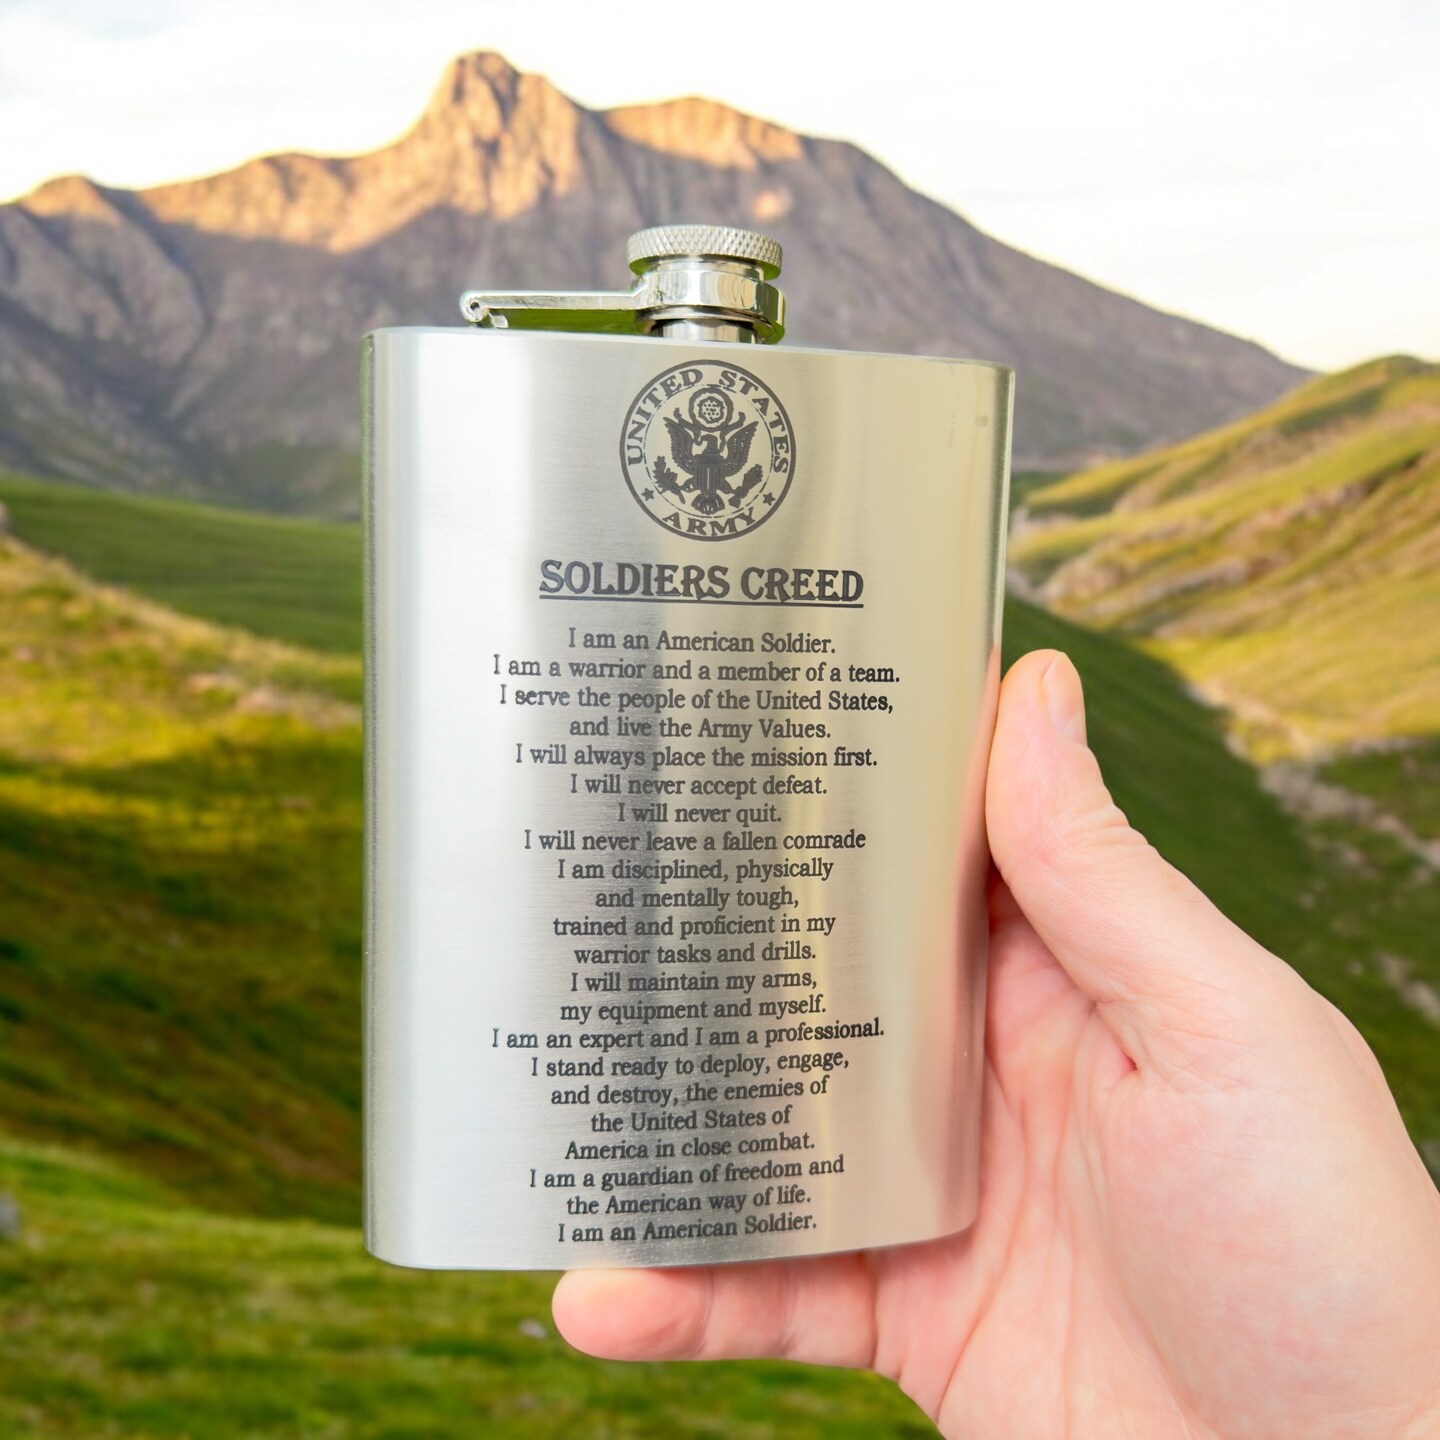 UNITED STATES
ARMY
SOLDIERS CREED
I am an American Soldier.
I am a warrior and a member of a team.
I serve the people of the United States,
and live the Army Values.
I will always place the mission first.
I will never accept defeat.
I will never quit.
I will never leave a fallen comrade
I am disciplined, physically
and mentally tough,
trained and proficient in my
warrior tasks and drills.
I will maintain my arms,
my equipment and myself.
I am an expert and I am a professional.
I stand ready to deploy, engage,
and destroy, the enemies of
the United States of
America in close combat.
I am a guardian of freedom and
the American way of life.
I am an American Soldier.